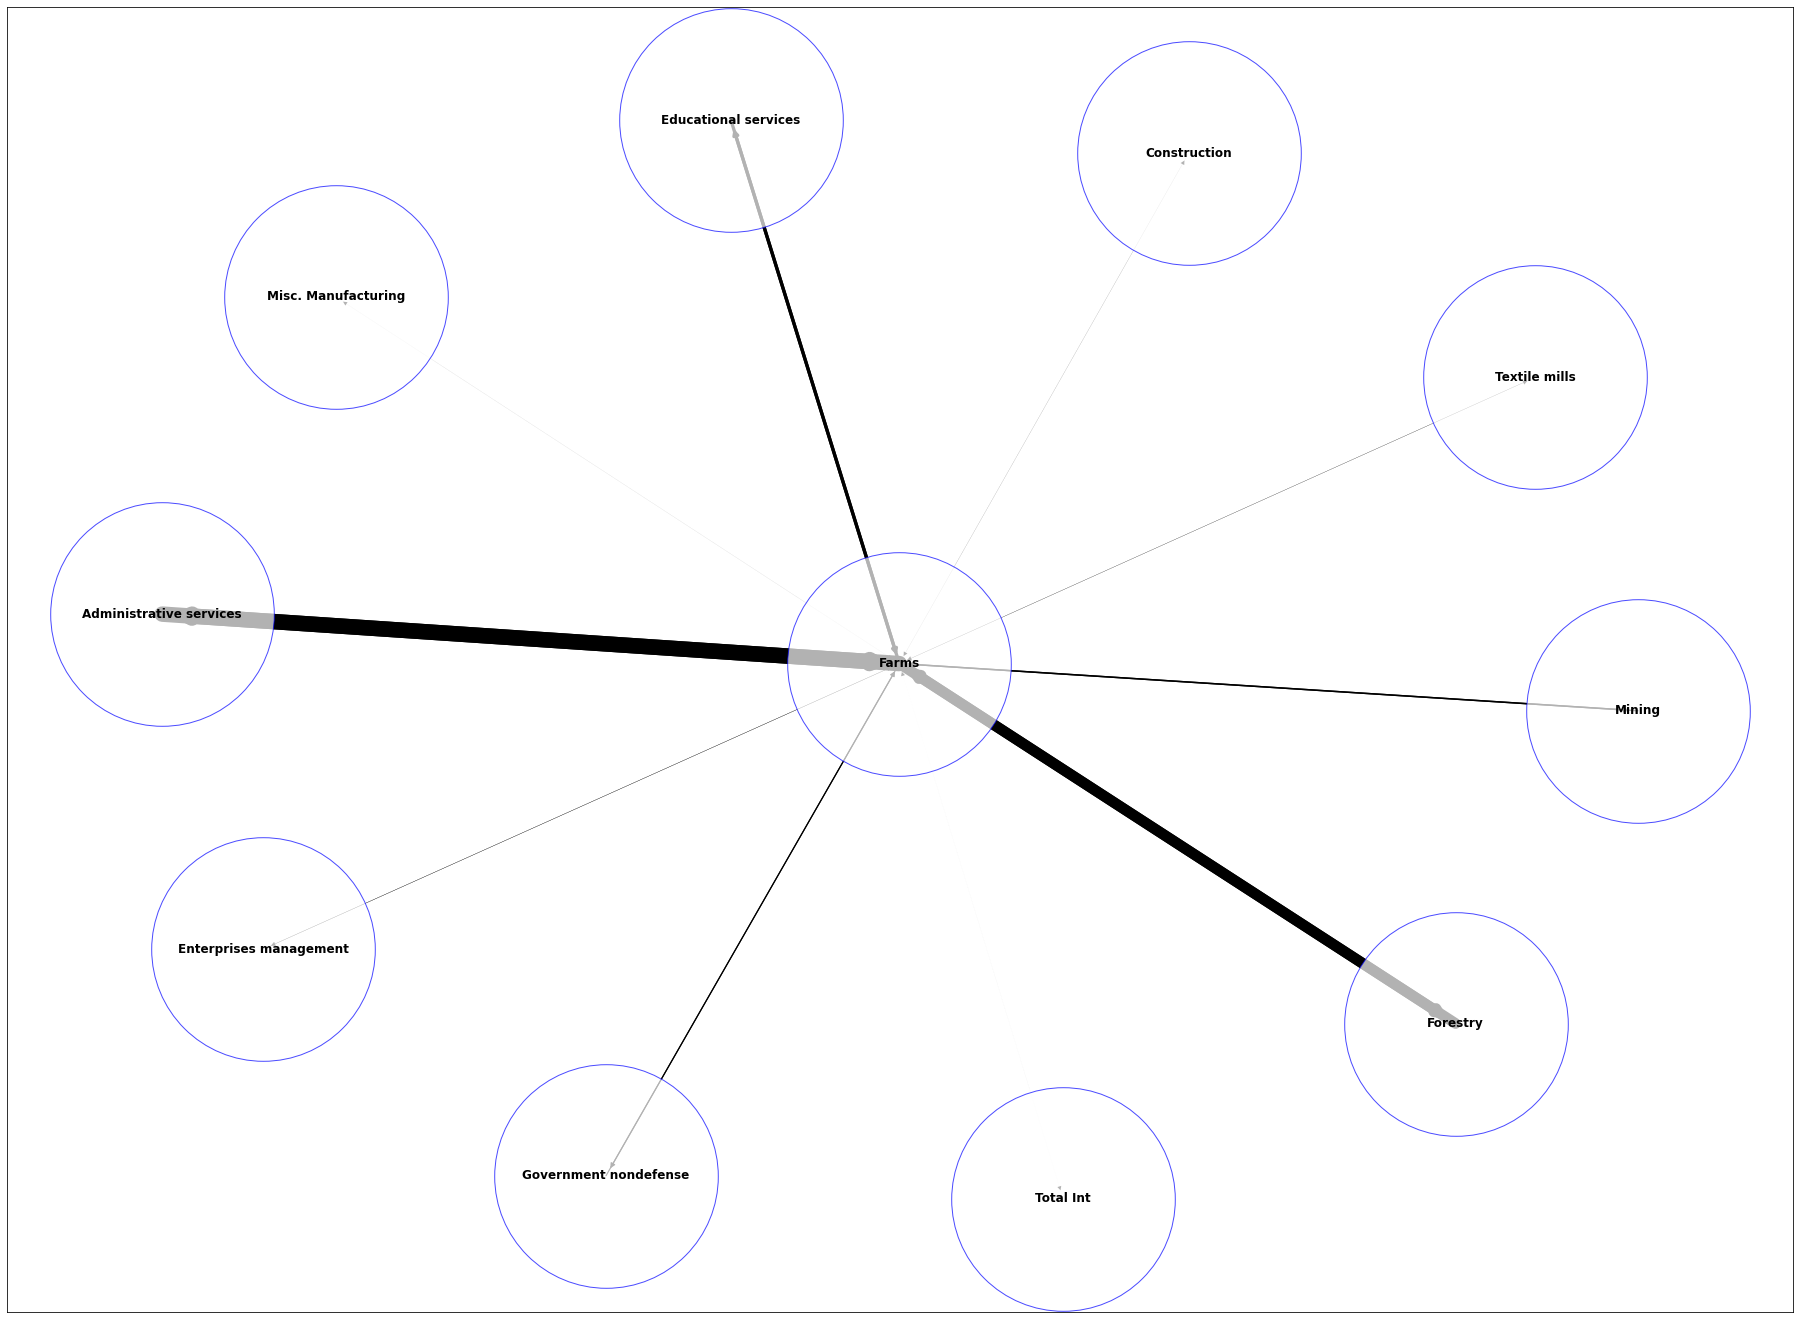 Educational services
Construction
Misc. Manufacturing
Textile mills
Administrative services
Farms
Mining
Enterprises management
Forestry
Government nondefense
Total Int